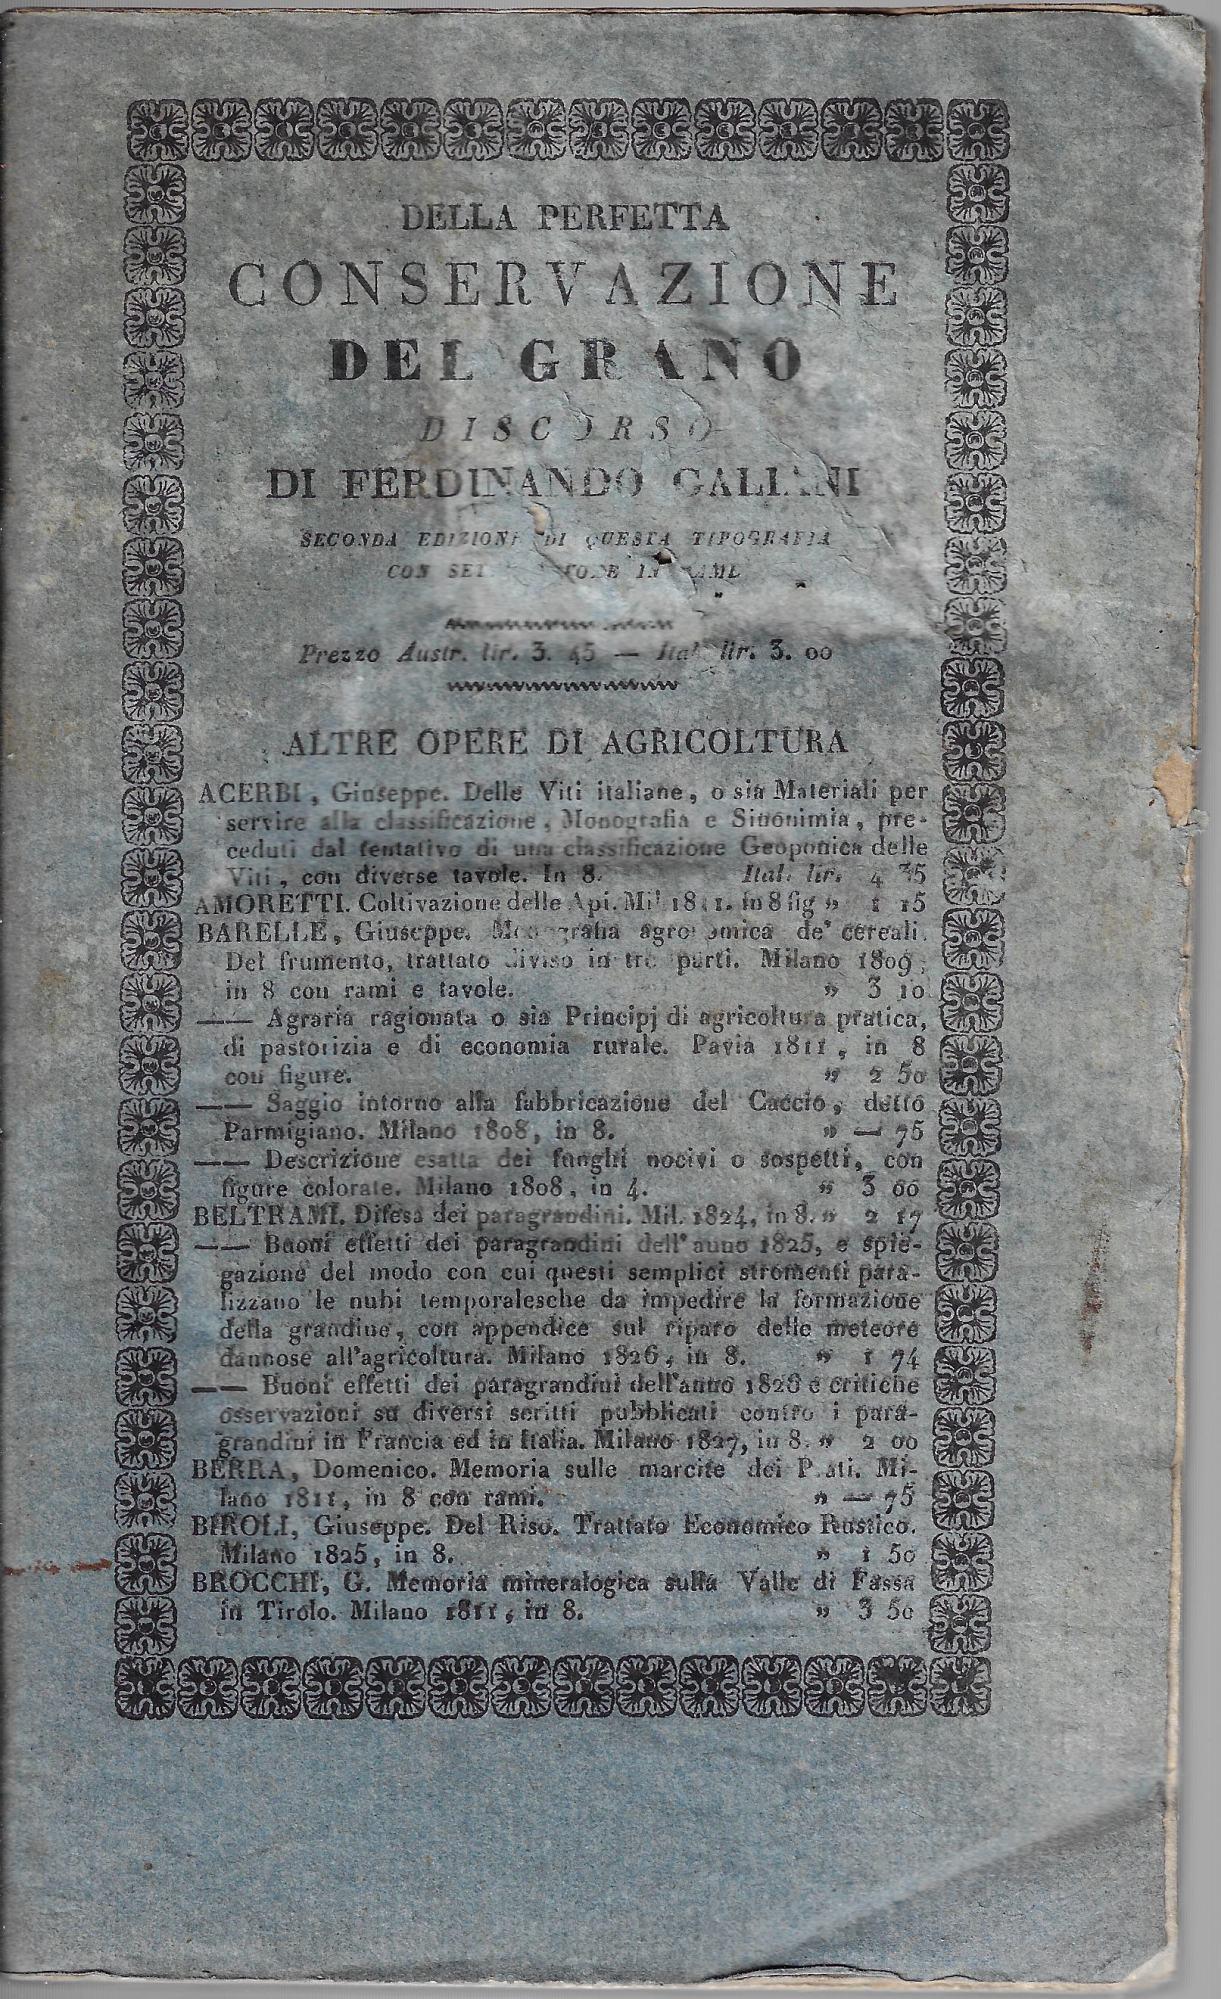 DELLA PERFETTA
CONSERVAZIONE
DEL GRANO
DISCORSO
DI FERDINANDO GALIANI
SECONDA EDIZIONE DI QUESTA TIPOGRAFIA
CON IN RAME
Prezzo Austr. lir. 3. 45 — Ital. lir. 3. 00
ALTRE OPERE DI AGRICOLTURA
ACERBI, Giuseppe. Delle Viti italiane, o sia Materiali per
servire alla classificazione, Monografia e Sinonimia, pre-
ceduti dal tentativo di una classificazione Geoponica delle
Viti, con diverse tavole. In 8. Ital. lir. 4 35
AMORETTI. Coltivazione delle Api. Mil. 1811. in 8 fig » 1 15
BARELLE, Giuseppe. Monografia agronomica de' cereali.
Del frumento, trattato diviso in tre parti. Milano 1809,
in 8 con rami e tavole. » 3 10
—— Agraria ragionata o sia Principj di agricoltura pratica,
di pastorizia e di economia rurale. Pavia 1811, in 8
con figure. » 2 50
—— Saggio intorno alla fabbricazione del Caccio, detto
Parmigiano. Milano 1808, in 8. » — 75
—— Descrizione esatta dei funghi nocivi o sospetti, con
figure colorate. Milano 1808, in 4. » 3 00
BELTRAMI. Difesa dei paragrandini. Mil. 1824, in 8. » 2 17
—— Buoni effetti dei paragrandini dell'anno 1825, e spie-
gazione del modo con cui questi semplici stromenti para-
lizzano le nubi temporalesche da impedire la formazione
della grandine, con appendice sul riparo delle meteore
dannose all'agricoltura. Milano 1826, in 8. » 1 74
—— Buoni effetti dei paragrandini dell'anno 1826 e critiche
osservazioni su diversi scritti pubblicati contro i para-
grandini in Francia ed in Italia. Milano 1827, in 8. » 2 00
BERRA, Domenico. Memoria sulle marcite dei Prati. Mi-
lano 1811, in 8 con rami. » — 75
BIROLI, Giuseppe. Del Riso. Trattato Economico Rustico.
Milano 1825, in 8. » 1 50
BROCCHI, G. Memoria mineralogica sulla Valle di Fassa
in Tirolo. Milano 1811, in 8. » 3 50